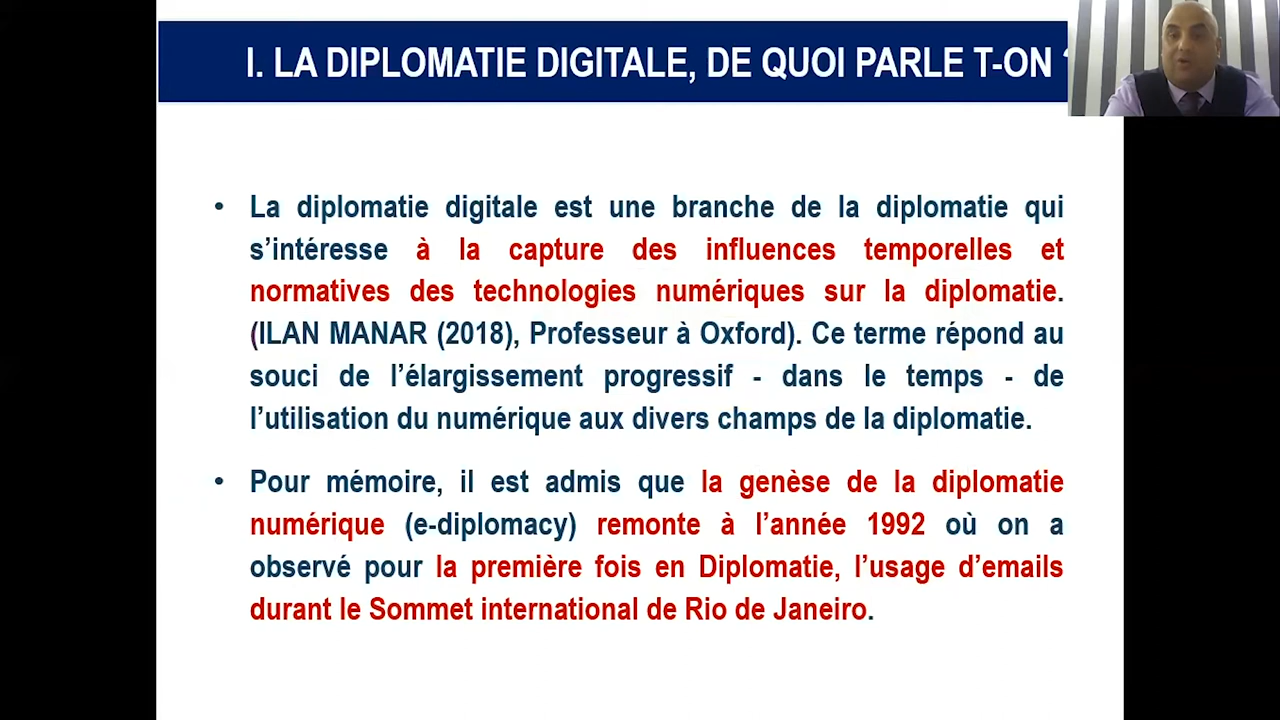 I. LA DIPLOMATIE DIGITALE, DE QUOI PARLE T-ON ?
• La diplomatie digitale est une branche de la diplomatie qui
s’intéresse à la capture des influences temporelles et
normatives des technologies numériques sur la diplomatie.
(ILAN MANAR (2018), Professeur à Oxford). Ce terme répond au
souci de l’élargissement progressif - dans le temps - de
l’utilisation du numérique aux divers champs de la diplomatie.
• Pour mémoire, il est admis que la genèse de la diplomatie
numérique (e-diplomacy) remonte à l’année 1992 où on a
observé pour la première fois en Diplomatie, l’usage d’emails
durant le Sommet international de Rio de Janeiro.